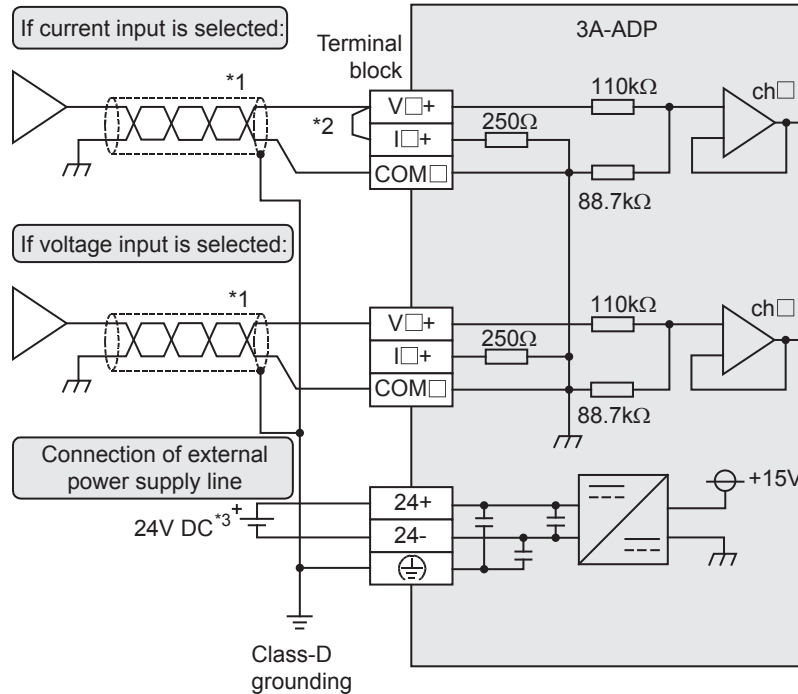 If current input is selected:
3A-ADP
Terminal
block
*1
*2
V□+
I□+
COM□
250Ω
110kΩ
88.7kΩ
ch□
If voltage input is selected:
*1
V□+
I□+
COM□
250Ω
110kΩ
88.7kΩ
ch□
Connection of external
power supply line
24V DC*3
+
24+
24-
+15V
Class-D
grounding